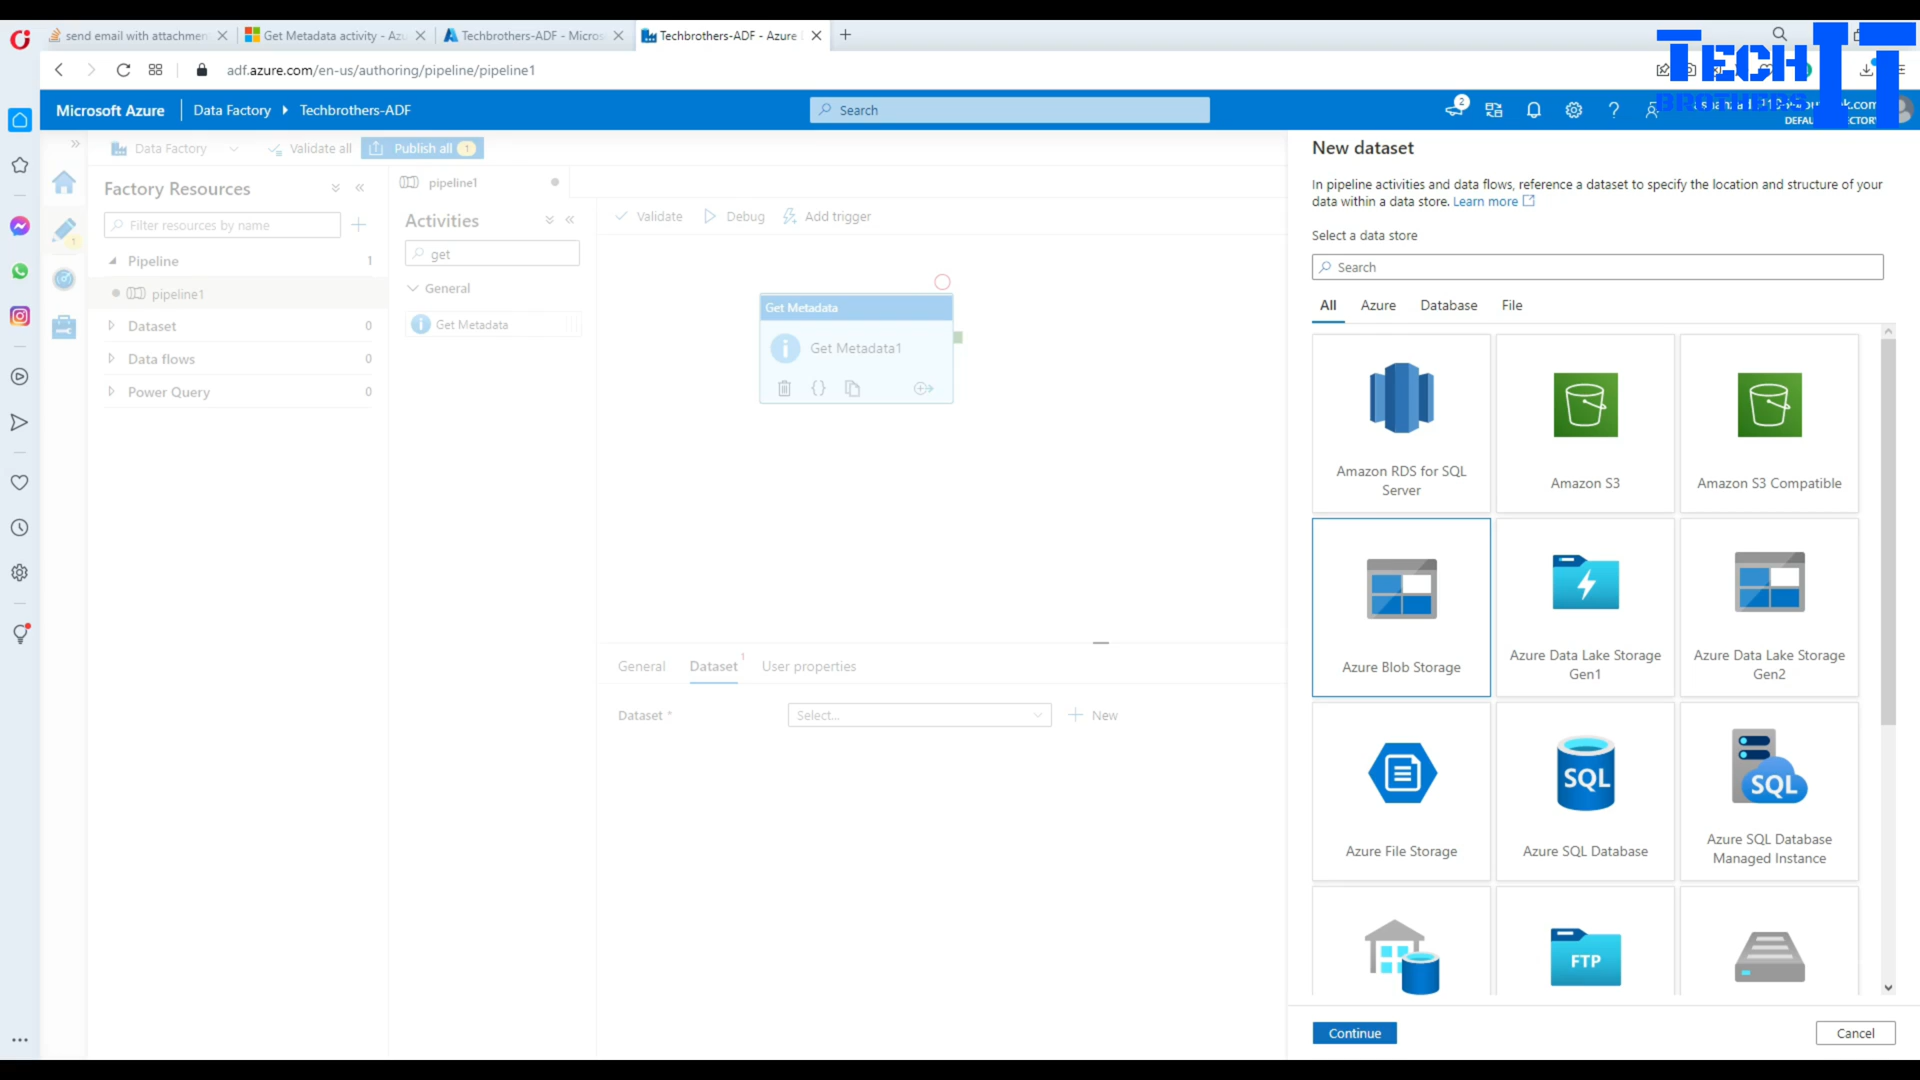 send email with attachmen
Get Metadata activity - Azu
Techbrothers-ADF - Micros
Techbrothers-ADF - Azure
adf.azure.com/en-us/authoring/pipeline/pipeline1
TECH IT
BROTHERS
Microsoft Azure
Data Factory
Techbrothers-ADF
Search
2
Data Factory
Validate all
Publish all
1
Factory Resources
Filter resources by name
1
Pipeline
1
pipeline1
Dataset
0
Data flows
0
Power Query
0
pipeline1
Activities
get
General
Get Metadata
Validate
Debug
Add trigger
Get Metadata
Get Metadata1
General
Dataset
1
User properties
Dataset *
Select...
New
New dataset
In pipeline activities and data flows, reference a dataset to specify the location and structure of your
data within a data store. Learn more
Select a data store
Search
All
Azure
Database
File
Amazon RDS for SQL
Server
Amazon S3
Amazon S3 Compatible
Azure Blob Storage
Azure Data Lake Storage
Gen1
Azure Data Lake Storage
Gen2
Azure File Storage
SQL
Azure SQL Database
SQL
Azure SQL Database
Managed Instance
FTP
Continue
Cancel